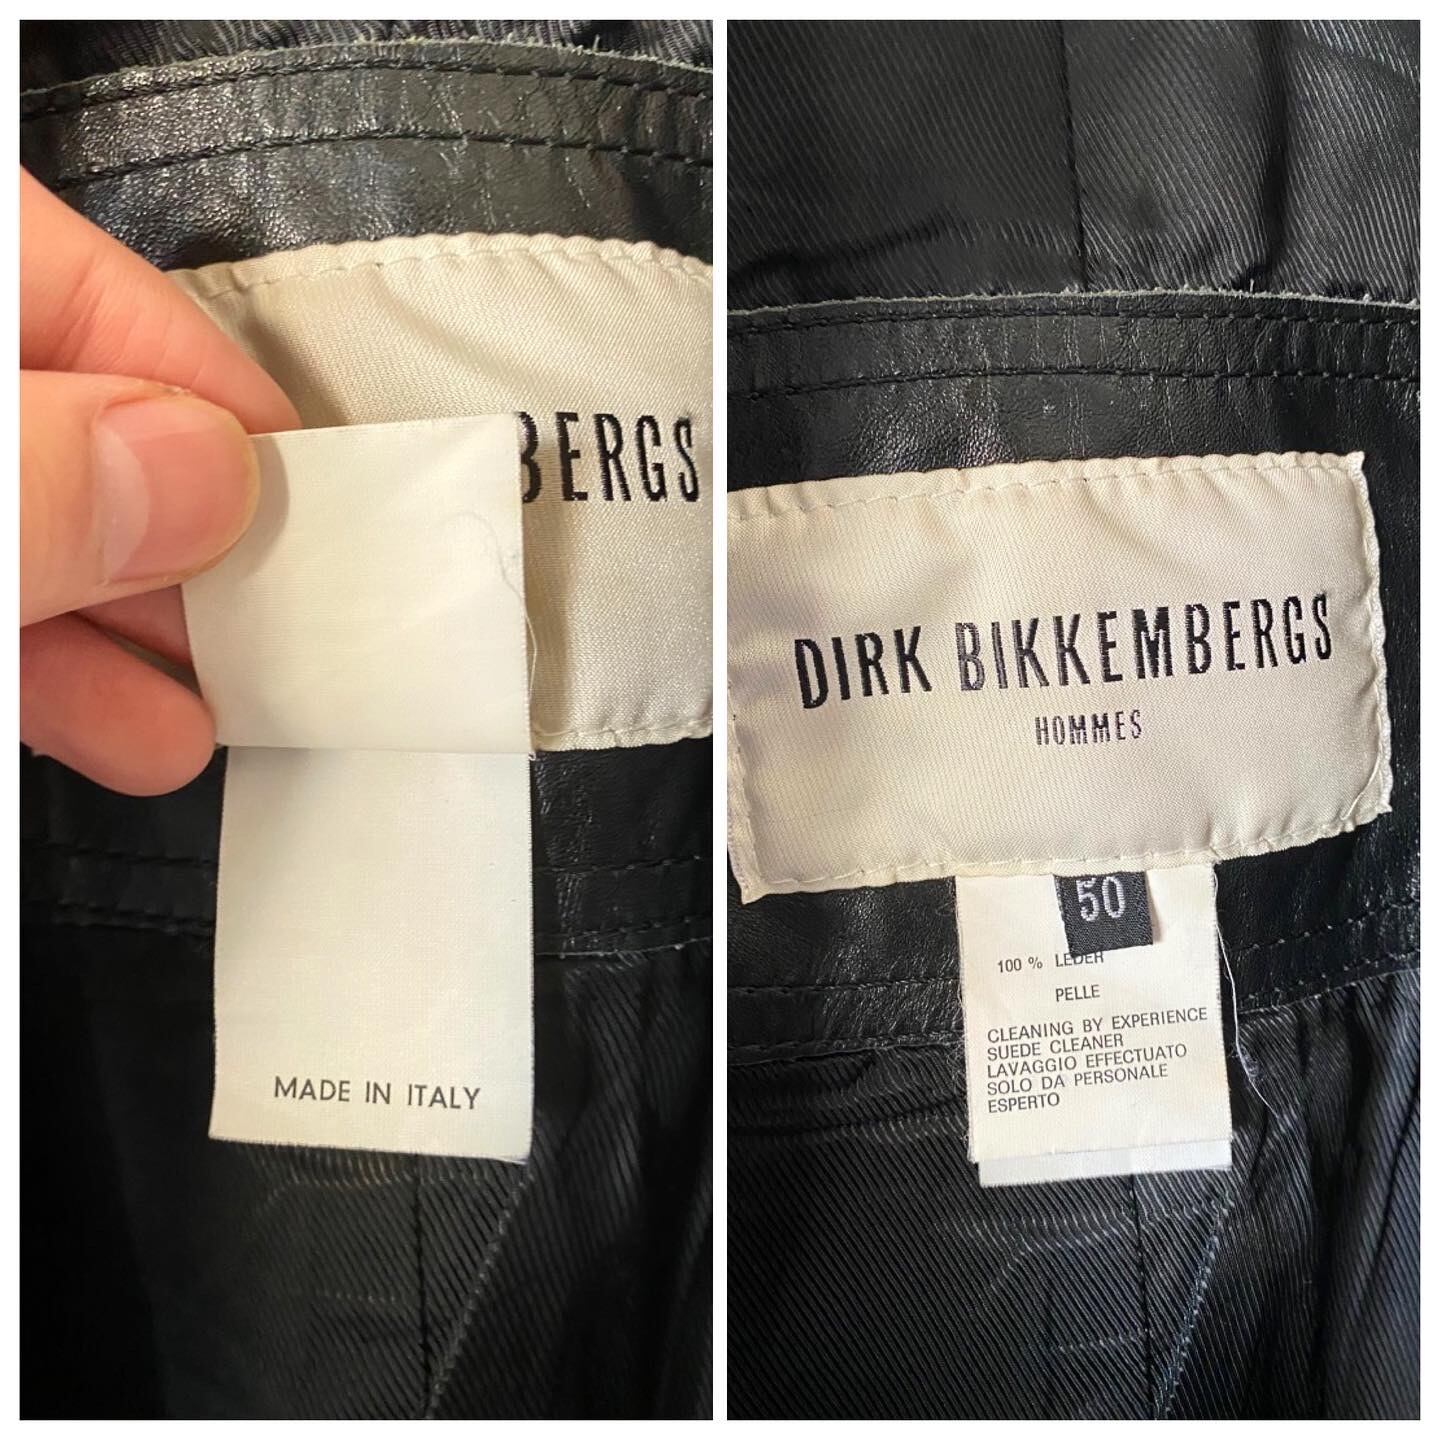 BERGS
MADE IN ITALY
DIRK BIKKEMBERGS
HOMMES
50
100 % LEDER
PELLE
CLEANING BY EXPERIENCE
SUEDE CLEANER
LAVAGGIO EFFECTUATO
SOLO DA PERSONALE
ESPERTO